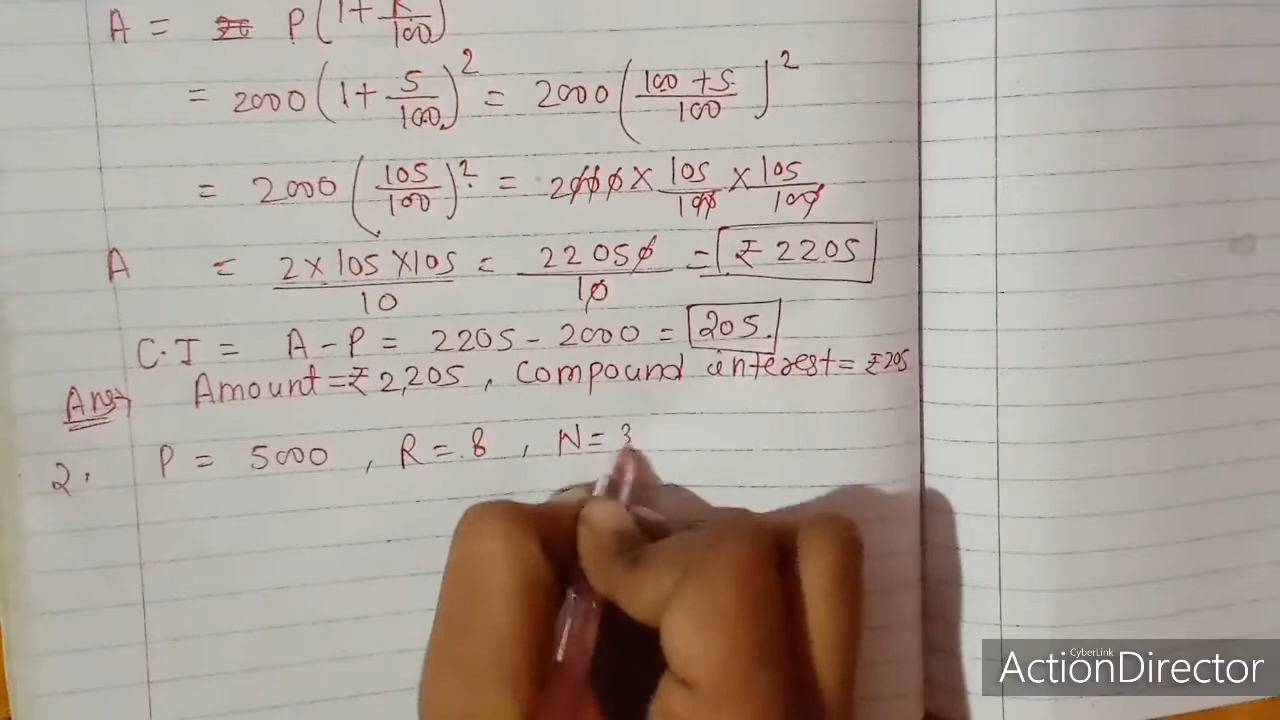 A = P(1+R/100)
= 2000(1+5/100)² = 2000(100+5/100)²
= 2000(105/100)² = 2000 × 105/100 × 105/100
A = 2×105×105/10 = 22050/10 = ₹2205
C.I = A-P = 2205-2000 = 205.
Ans Amount=₹2,205, Compound interest=₹205
2. P = 5000, R=8, N=3
CyberLink
ActionDirector